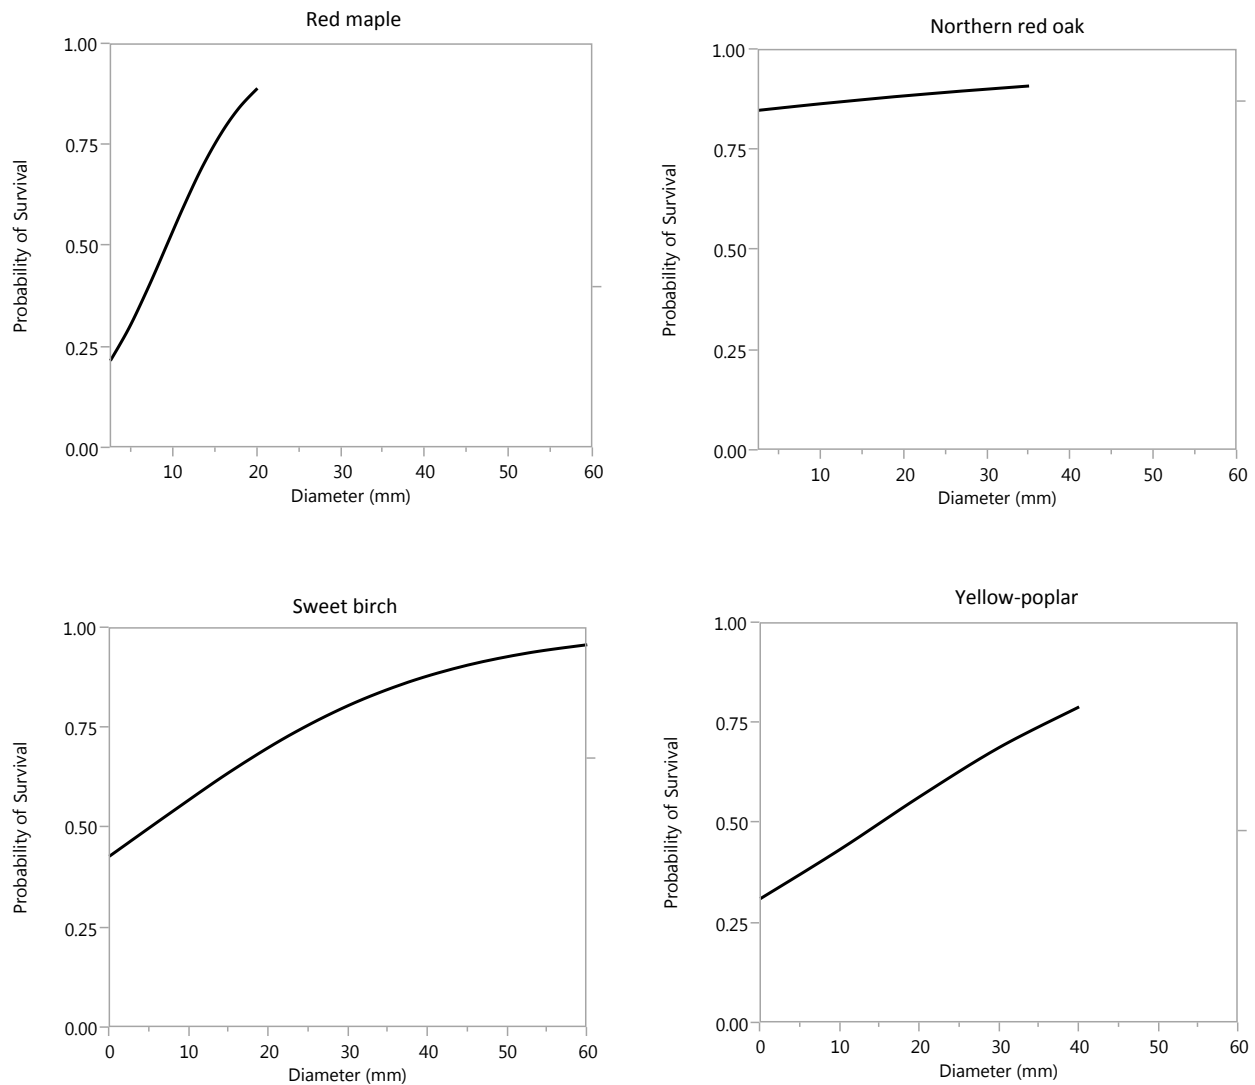 Red maple
1.00
0.75
0.50
0.25
0.00
Probability of Survival
10 20 30 40 50 60
Diameter (mm)
Northern red oak
1.00
0.75
0.50
0.25
0.00
Probability of Survival
10 20 30 40 50 60
Diameter (mm)
Sweet birch
1.00
0.75
0.50
0.25
0.00
Probability of Survival
0 10 20 30 40 50 60
Diameter (mm)
Yellow-poplar
1.00
0.75
0.50
0.25
0.00
Probability of Survival
0 10 20 30 40 50 60
Diameter (mm)